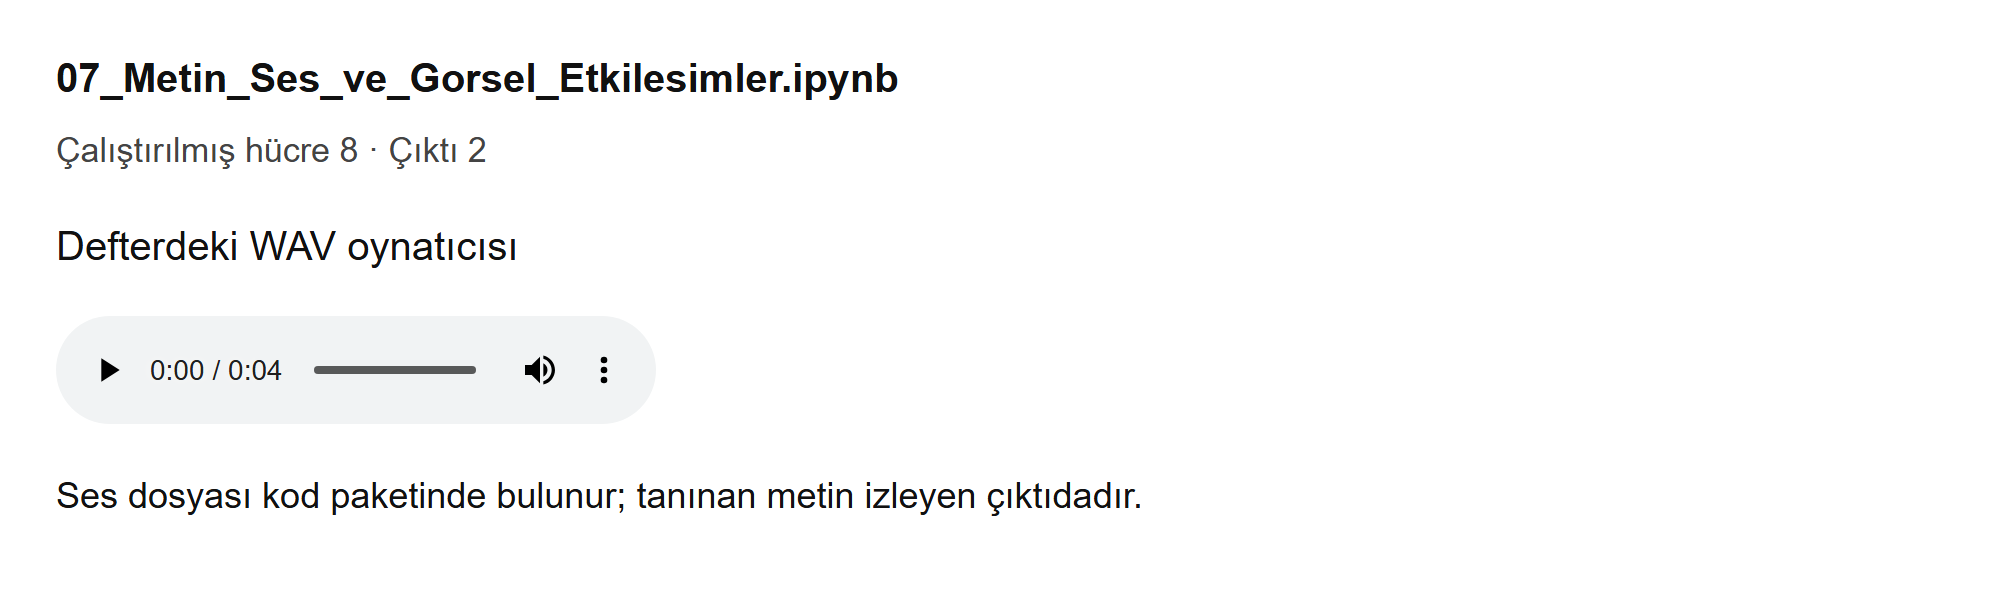 07_Metin_Ses_ve_Gorsel_Etkilesimler.ipynb
Çalıştırılmış hücre 8 · Çıktı 2
Defterdeki WAV oynatıcısı
0:00 / 0:04
Ses dosyası kod paketinde bulunur; tanınan metin izleyen çıktıdadır.